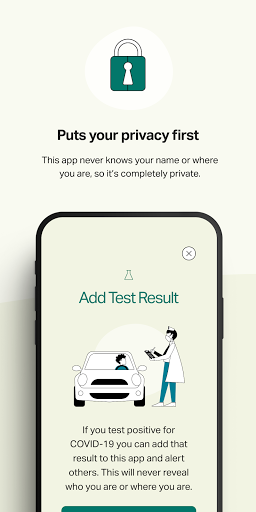 Puts your privacy first
This app never knows your name or where
you are, so it's completely private.
Add Test Result
If you test positive for
COVID-19 you can add that
result to this app and alert
others. This will never reveal
who you are or where you are.